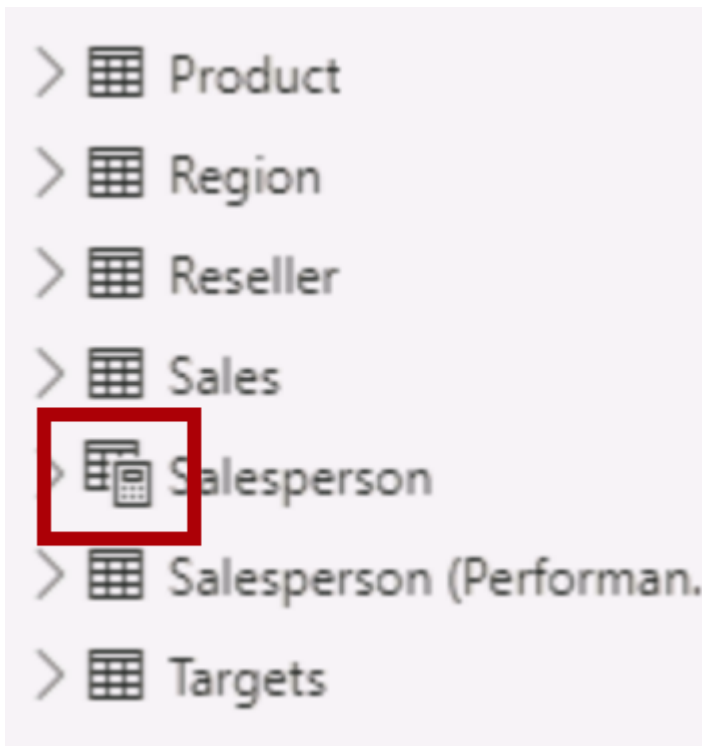 Product
Region
Reseller
Sales
Salesperson
Salesperson (Performan.
Targets